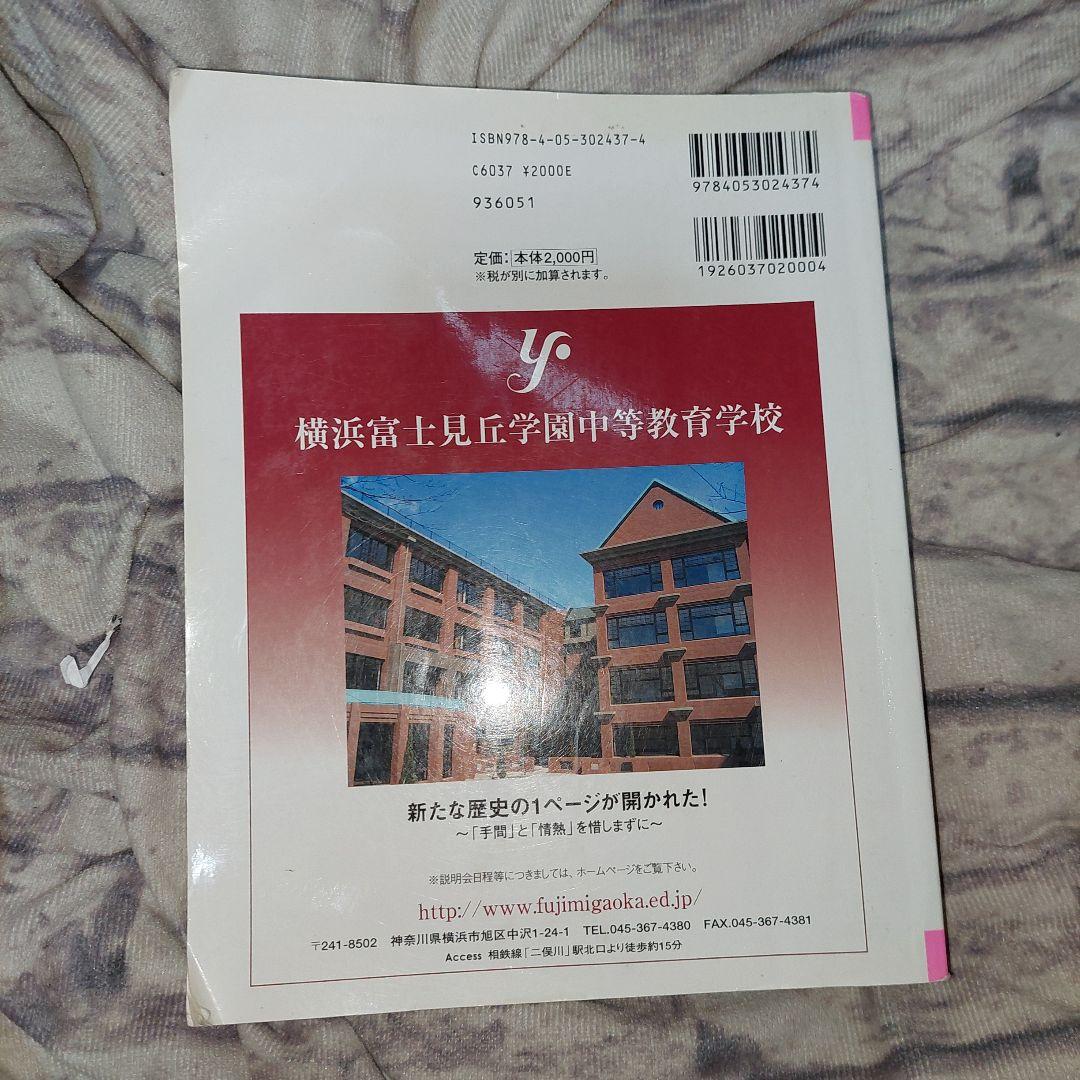 ISBN978-4-05-302437-4
C6037 ¥2000E
936051
定価：本体2,000円
※税が別に加算されます。
9784053024374
1926037020004
yf
横浜富士見丘学園中等教育学校
新たな歴史の1ページが開かれた！
～「手間」と「情熱」を惜しまずに～
※説明会日程等につきましては、ホームページをご覧下さい。
http://www.fujimigaoka.ed.jp/
〒241-8502 神奈川県横浜市旭区中沢1-24-1 TEL.045-367-4380 FAX.045-367-4381
Access 相鉄線「二俣川」駅北口より徒歩約15分